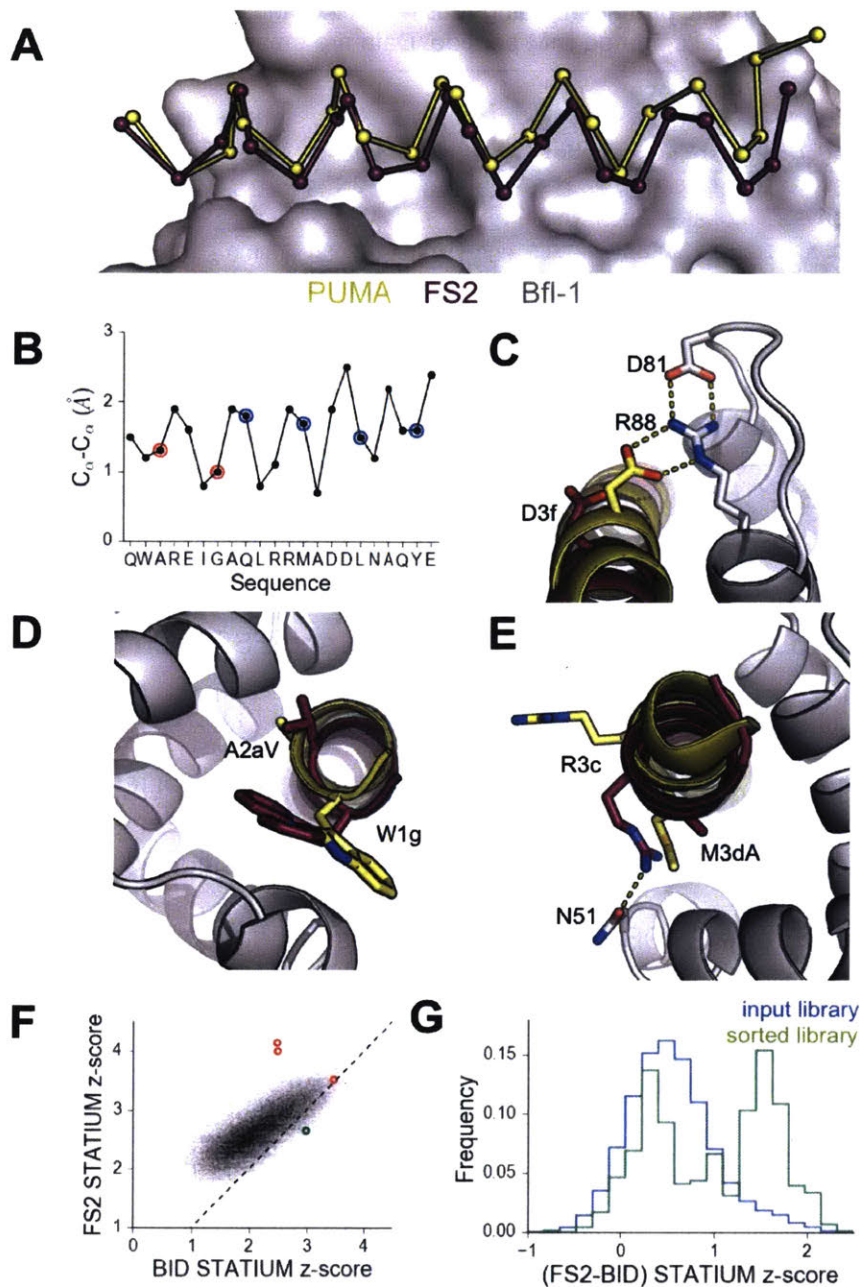 A
PUMA FS2 Bfl-1
B
Cα-Cα (Å)
3
2
1
0
QWAREIGAQLRRMADDLNAQYE
Sequence
C
D81
R88
D3f
D
A2aV
W1g
E
R3c
M3dA
N51
F
FS2 STATIUM z-score
4
3
2
1
0 1 2 3 4
BID STATIUM z-score
G
input library
sorted library
Frequency
0.15
0.10
0.05
0.00
−1 0 1 2
(FS2-BID) STATIUM z-score